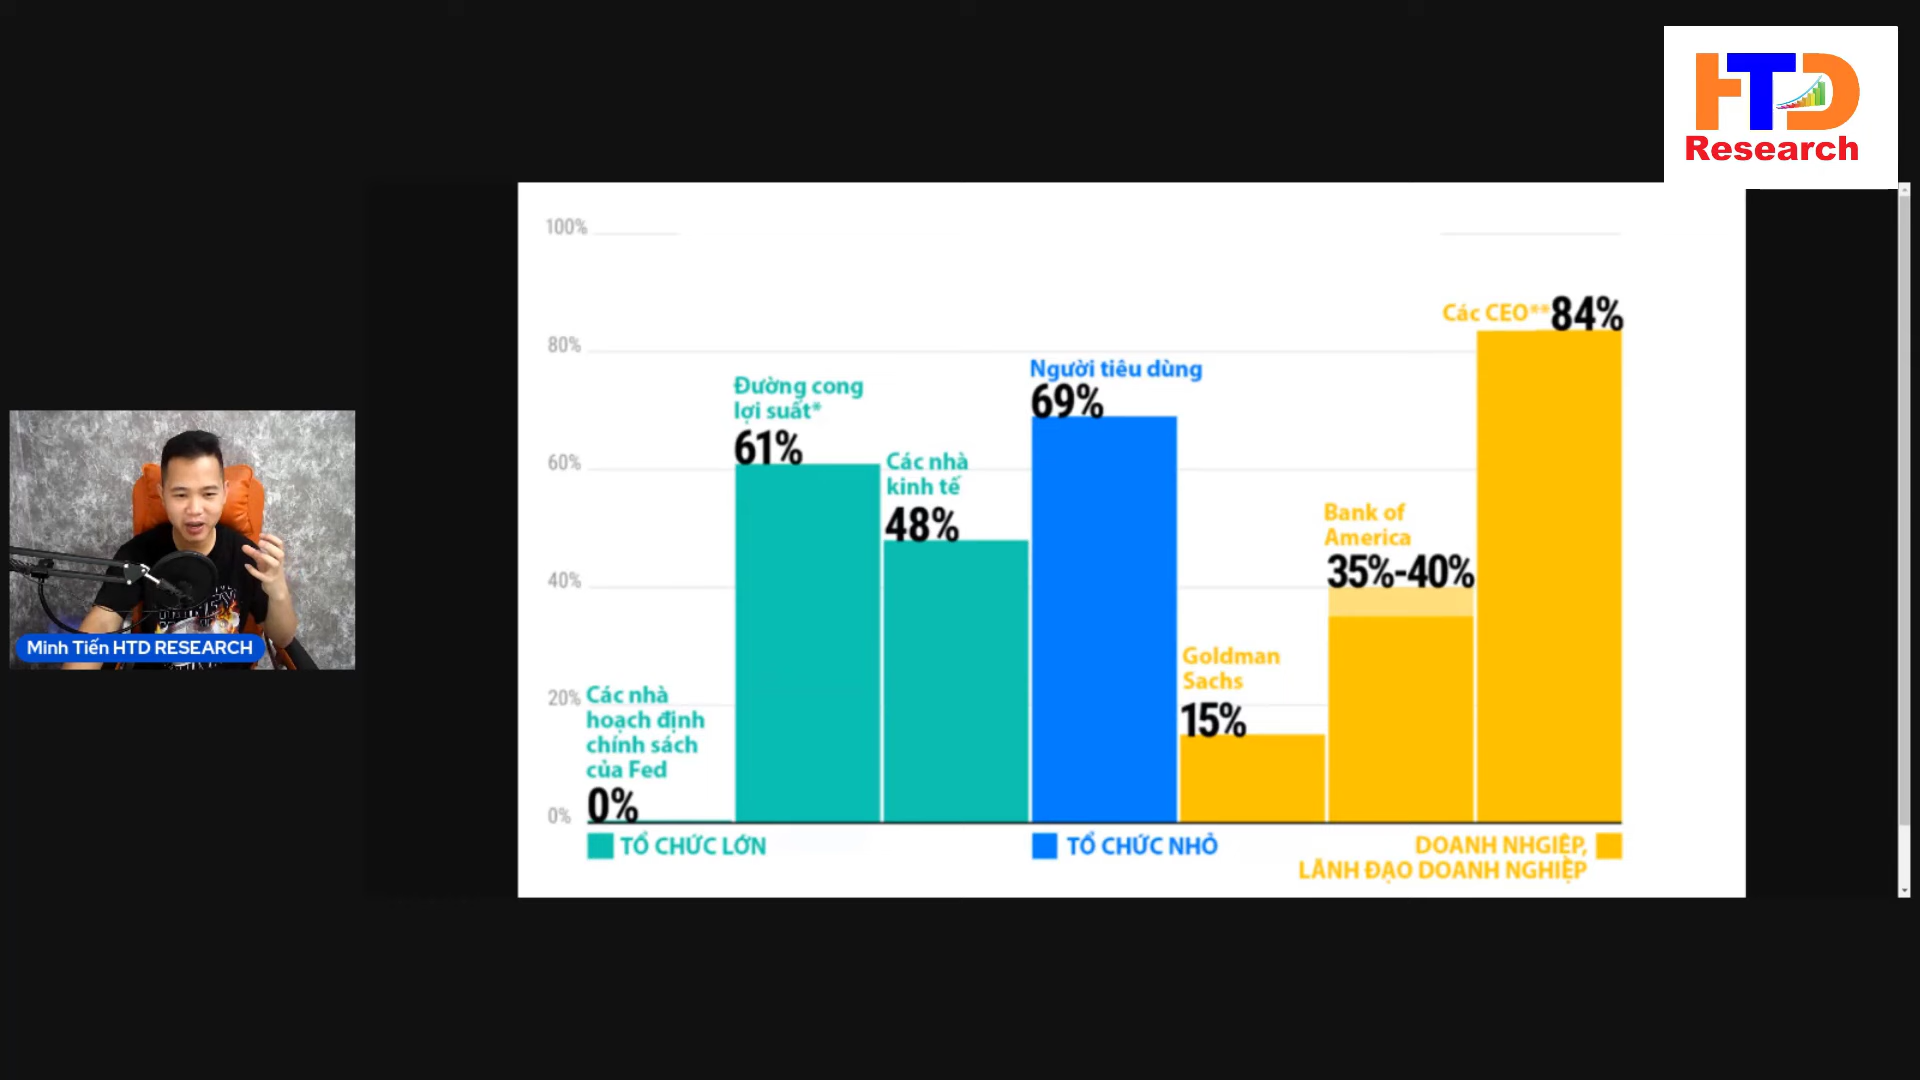 HTD
Research
100%
80%
60%
40%
20%
0%
Các nhà
hoạch định
chính sách
của Fed
0%
Đường cong
lợi suất*
61%
Các nhà
kinh tế
48%
Người tiêu dùng
69%
Goldman
Sachs
15%
Bank of
America
35%-40%
Các CEO**84%
TỔ CHỨC LỚN
TỔ CHỨC NHỎ
DOANH NHGIỆP,
LÃNH ĐẠO DOANH NGHIỆP
Minh Tiến HTD RESEARCH